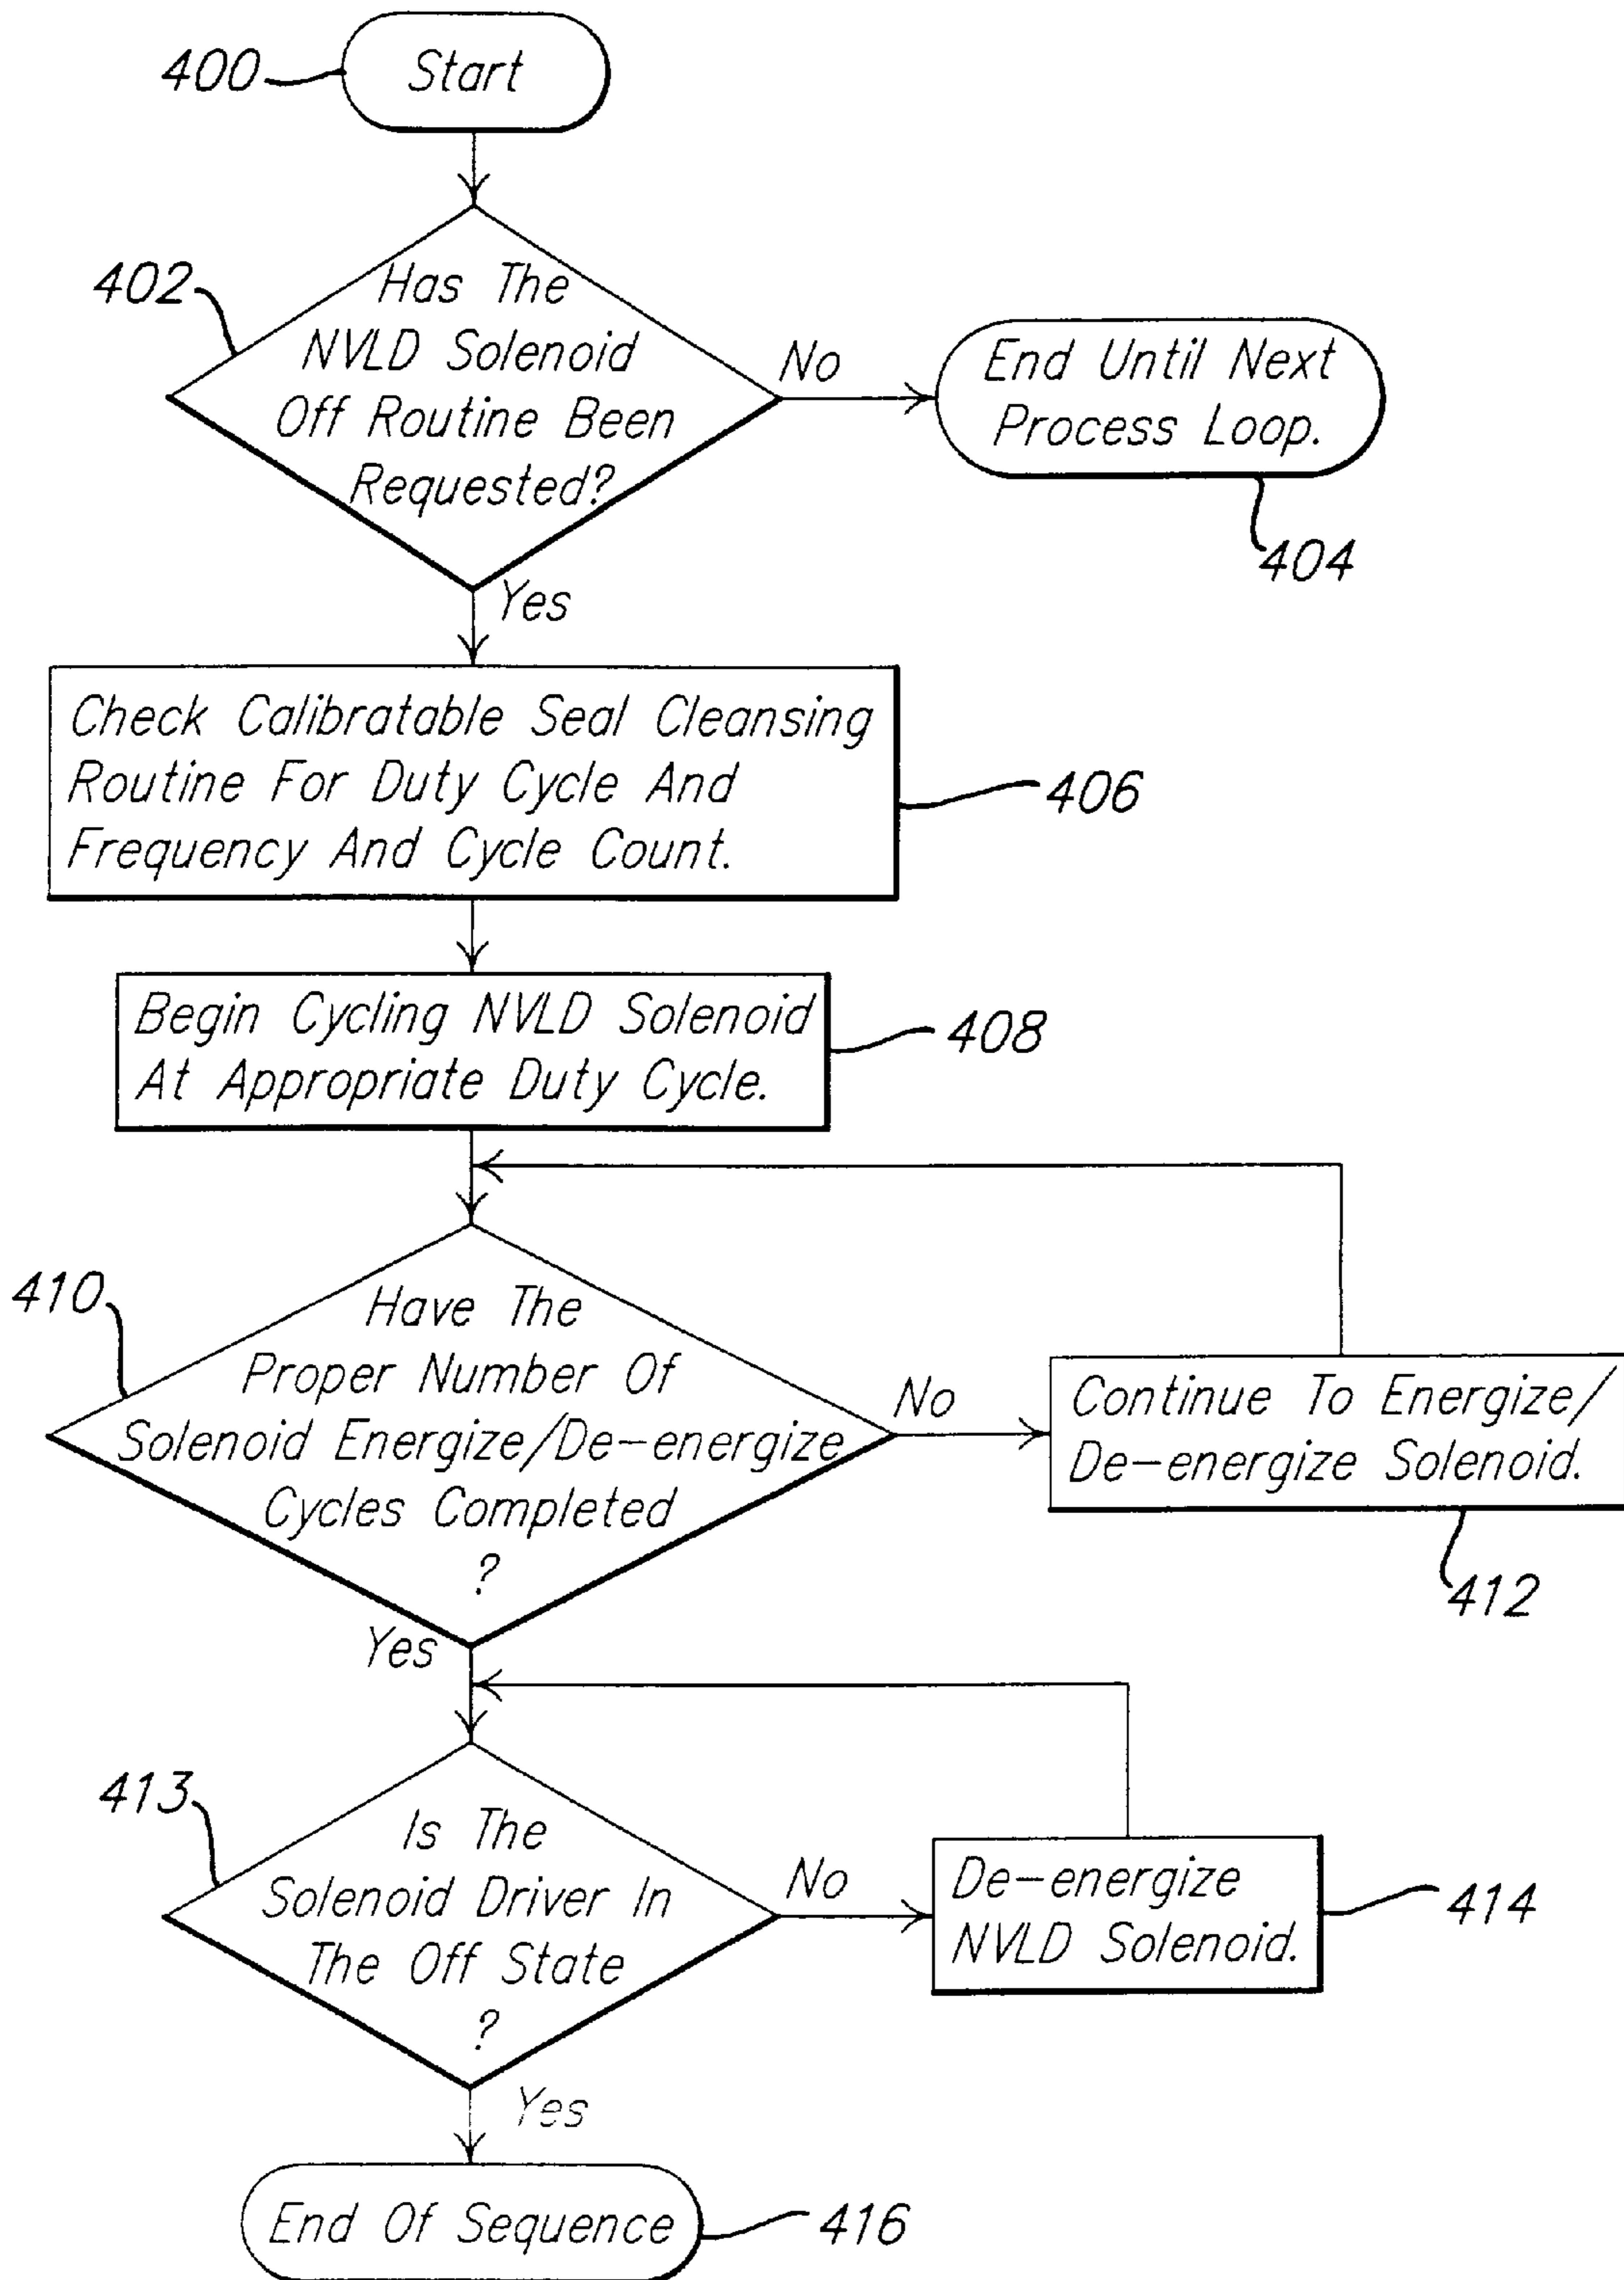 400
Start
402
Has The
NVLD Solenoid
Off Routine Been
Requested?
No
End Until Next
Process Loop.
404
Yes
Check Calibratable Seal Cleansing
Routine For Duty Cycle And
Frequency And Cycle Count.
406
Begin Cycling NVLD Solenoid
At Appropriate Duty Cycle.
408
410
Have The
Proper Number Of
Solenoid Energize/De-energize
Cycles Completed
?
No
Continue To Energize/
De-energize Solenoid.
412
Yes
413
Is The
Solenoid Driver In
The Off State
?
No
De-energize
NVLD Solenoid.
414
Yes
End Of Sequence
416